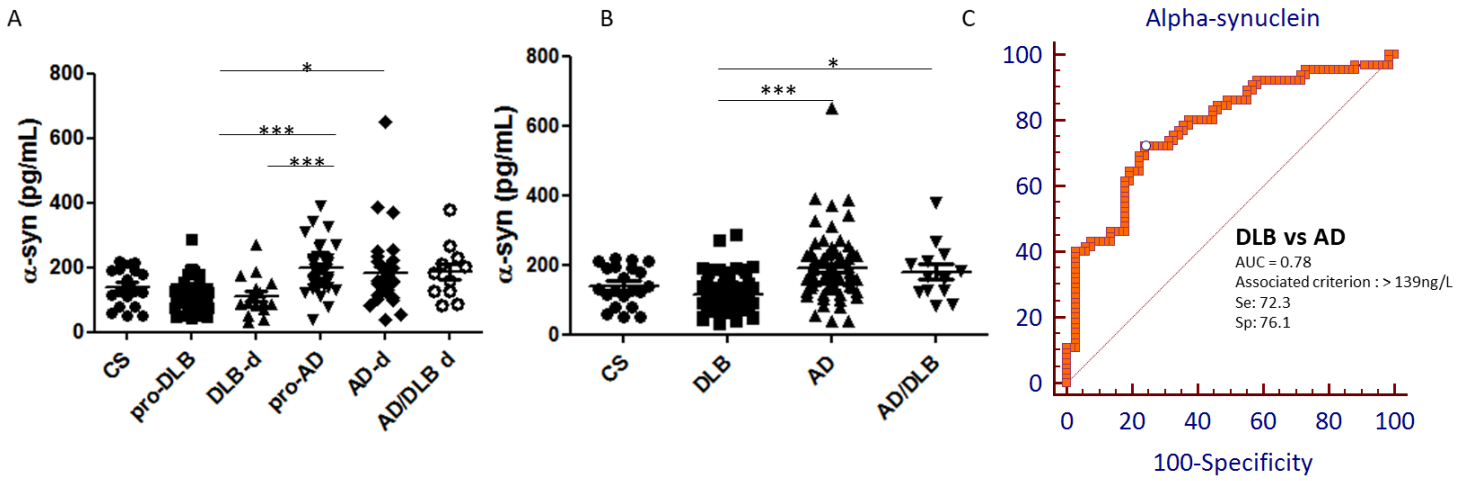 A
α-syn (pg/mL)
800
600
400
200
0
*
***
***
CS
pro-DLB
DLB-d
pro-AD
AD-d
AD/DLB d
B
α-syn (pg/mL)
800
600
400
200
0
*
***
CS
DLB
AD
AD/DLB
C
Alpha-synuclein
100
80
60
40
20
0
DLB vs AD
AUC = 0.78
Associated criterion : > 139ng/L
Se: 72.3
Sp: 76.1
0 20 40 60 80 100
100-Specificity